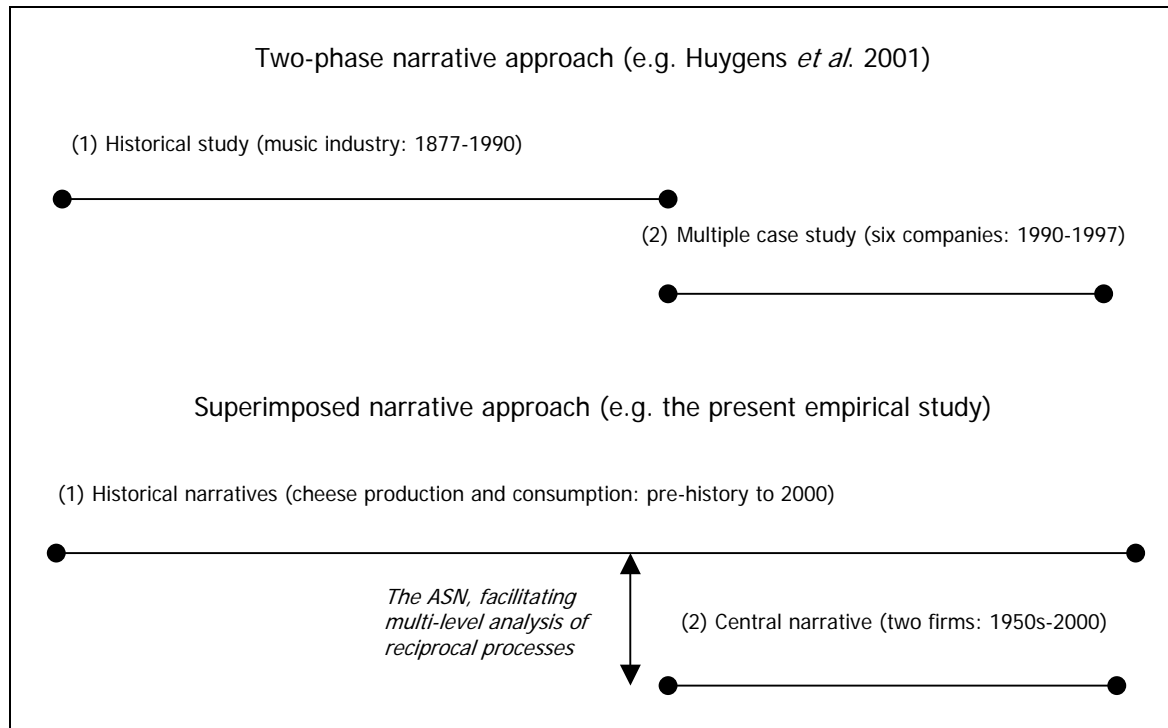 Two-phase narrative approach (e.g. Huygens et al. 2001)
(1) Historical study (music industry: 1877-1990)
(2) Multiple case study (six companies: 1990-1997)
Superimposed narrative approach (e.g. the present empirical study)
(1) Historical narratives (cheese production and consumption: pre-history to 2000)
The ASN, facilitating
multi-level analysis of
reciprocal processes
(2) Central narrative (two firms: 1950s-2000)